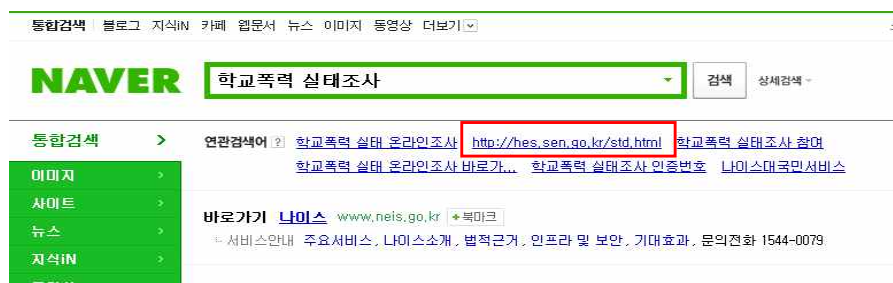 통합검색 블로그 지식iN 카페 웹문서 뉴스 이미지 동영상 더보기
NAVER 학교폭력 실태조사 검색 상세검색
통합검색 > 연관검색어 ? 학교폭력 실태 온라인조사 http://hes.sen.go.kr/std.html 학교폭력 실태조사 참여
학교폭력 실태 온라인조사 바로가... 학교폭력 실태조사 인증번호 나이스대국민서비스
이미지
사이트
바로가기 나이스 www.neis.go.kr +북마크
뉴스
서비스안내 주요서비스, 나이스소개, 법적근거, 인프라 및 보안, 기대효과, 문의전화 1544-0079
지식iN